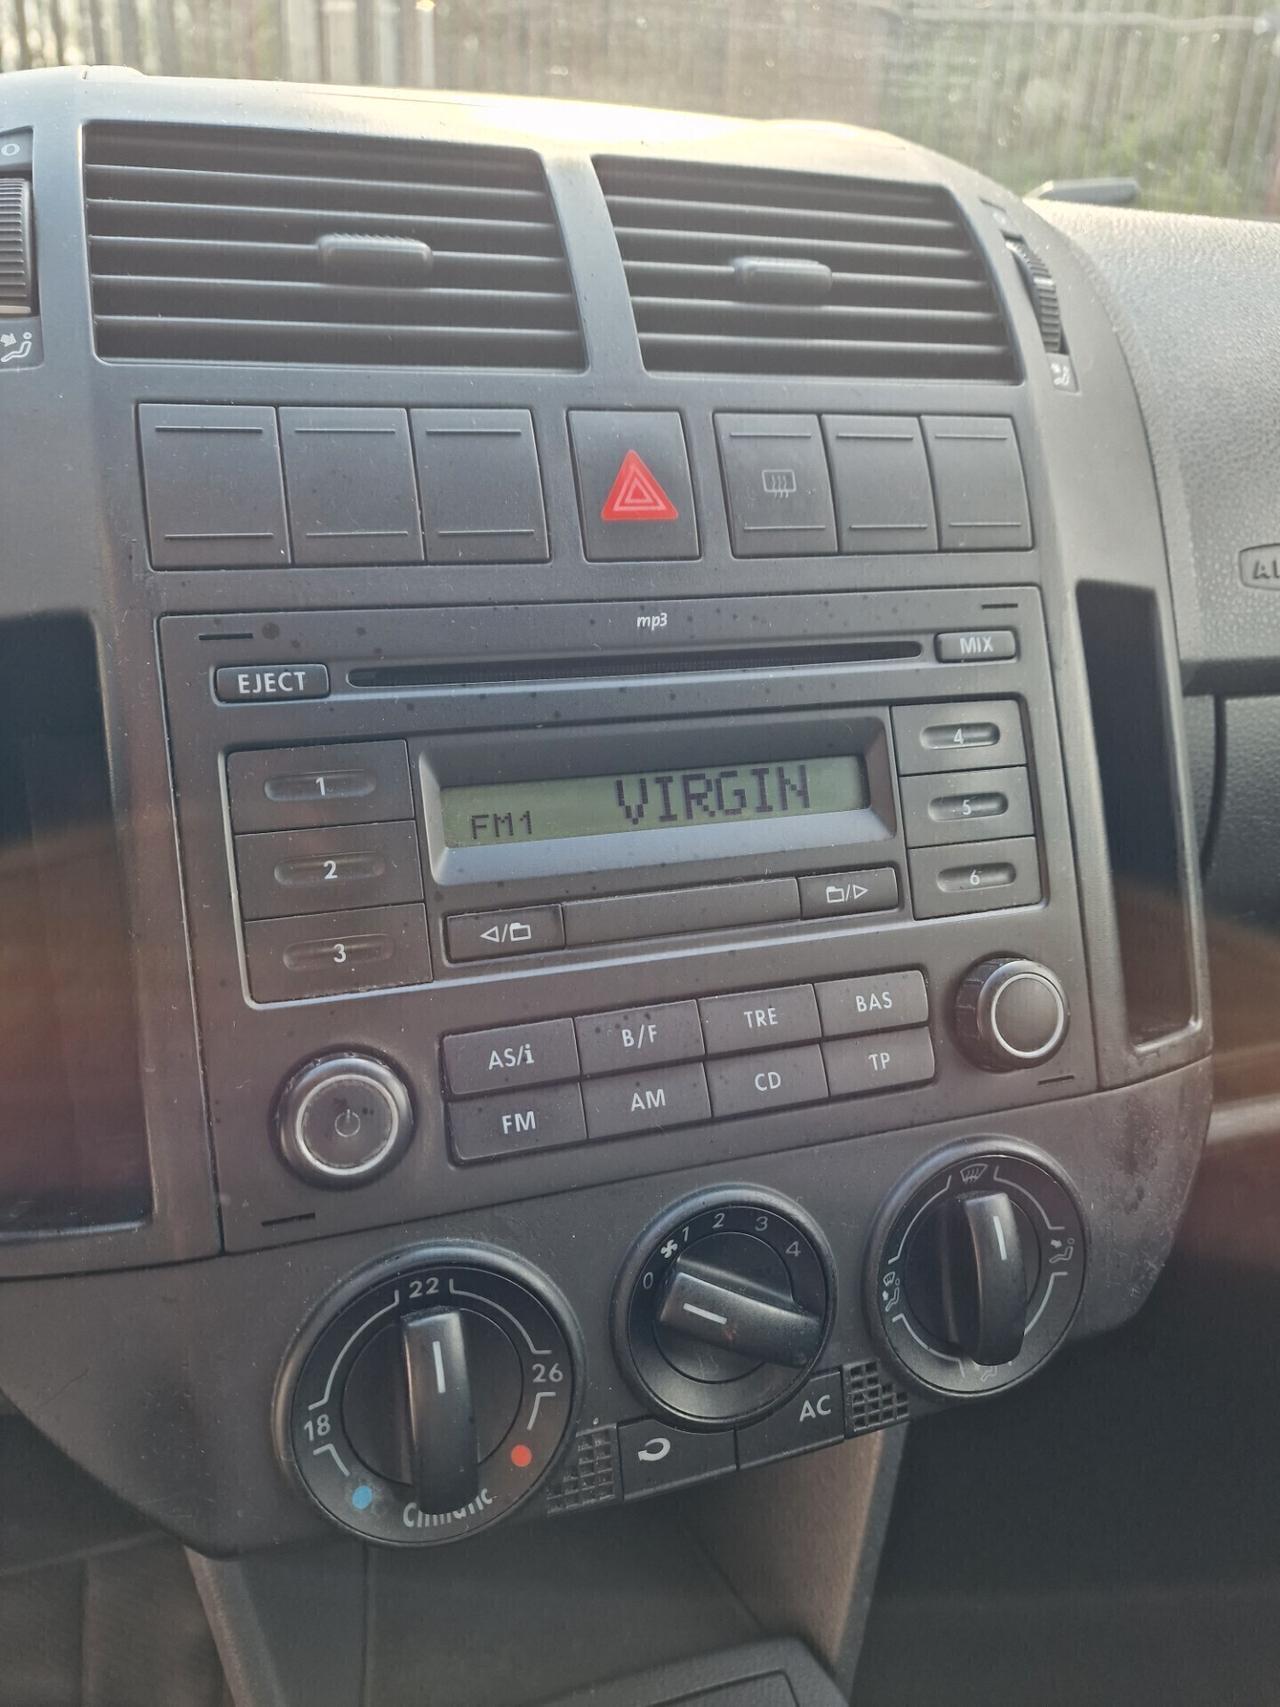 O
mp3
EJECT
MIX
1
2
3
FM1
VIRGIN
4
5
6
AS/i
B/F
TRE
BAS
FM
AM
CD
TP
18
22
26
Climatic
0
1
2
3
4
AC